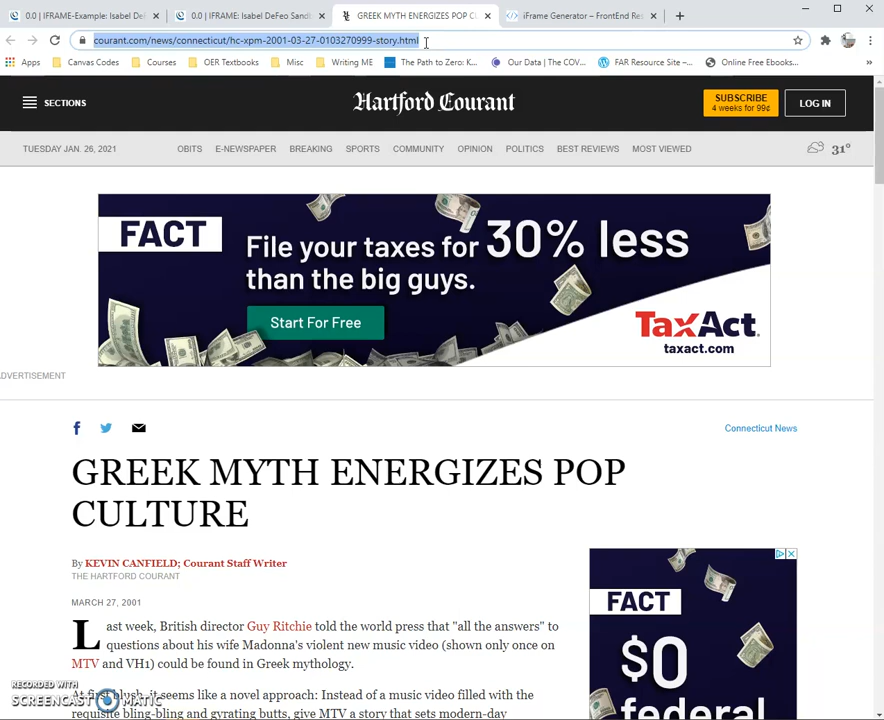 0.0 | IFRAME-Example: Isabel DeF
0.0 | IFRAME: Isabel DeFeo Sandb
GREEK MYTH ENERGIZES POP C
iFrame Generator – FrontEnd Res
courant.com/news/connecticut/hc-xpm-2001-03-27-0103270999-story.html
Apps
Canvas Codes
Courses
OER Textbooks
Misc
Writing ME
The Path to Zero: K...
Our Data | The COV...
FAR Resource Site –...
Online Free Ebooks...
SECTIONS
Hartford Courant
SUBSCRIBE
4 weeks for 99¢
LOG IN
TUESDAY JAN. 26, 2021
OBITS
E-NEWSPAPER
BREAKING
SPORTS
COMMUNITY
OPINION
POLITICS
BEST REVIEWS
MOST VIEWED
31°
FACT
File your taxes for 30% less
than the big guys.
Start For Free
TaxAct.
taxact.com
ADVERTISEMENT
Connecticut News
GREEK MYTH ENERGIZES POP
CULTURE
By KEVIN CANFIELD; Courant Staff Writer
THE HARTFORD COURANT
MARCH 27, 2001
Last week, British director Guy Ritchie told the world press that "all the answers" to
questions about his wife Madonna's violent new music video (shown only once on
MTV and VH1) could be found in Greek mythology.
At first blush, it seems like a novel approach: Instead of a music video filled with the
requisite bling-bling and gyrating butts, give MTV a story that sets modern-day
FACT
$0
federal
RECORDED WITH
SCREENCAST MATIC